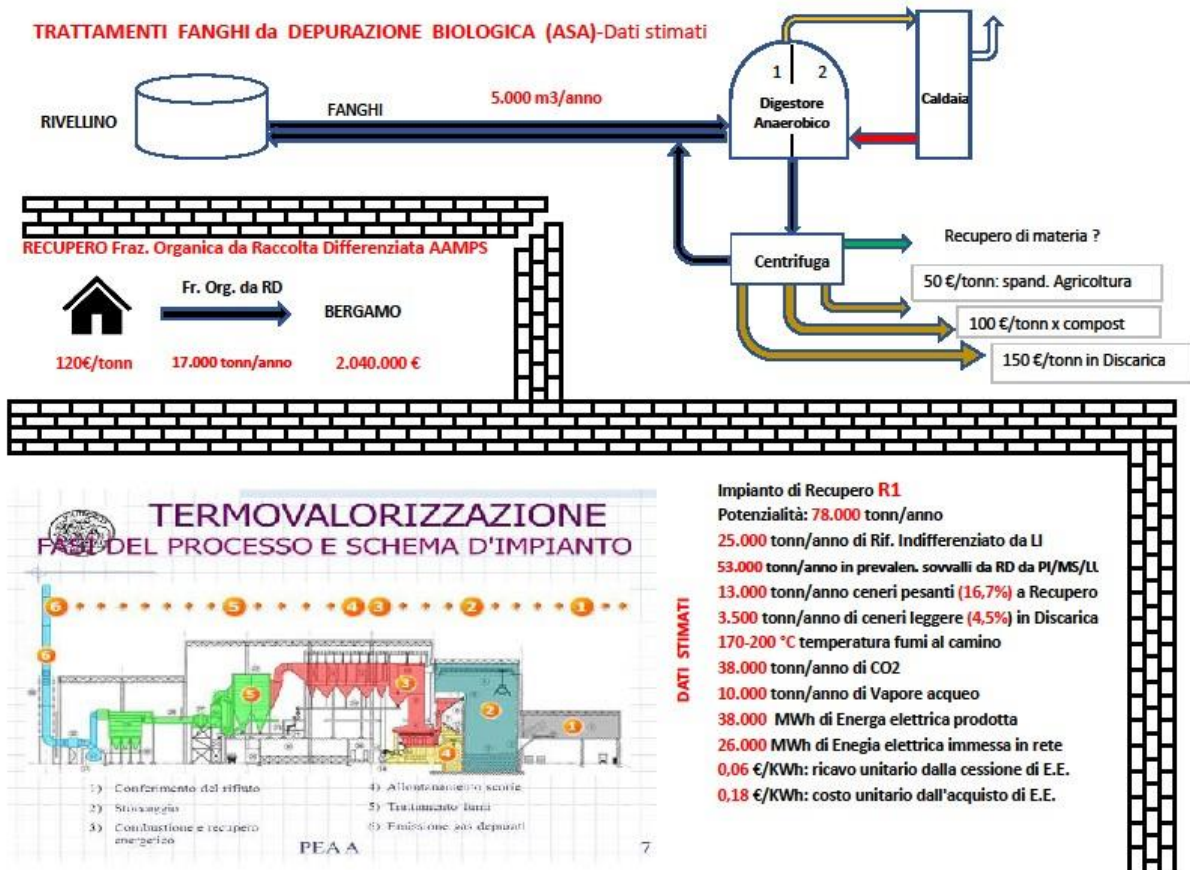 TRATTAMENTI FANGHI da DEPURAZIONE BIOLOGICA (ASA)-Dati stimati
RIVELLINO
FANGHI
5.000 m3/anno
1 2
Digestore
Anaerobico
Caldaia
Centrifuga
Recupero di materia ?
50 €/tonn: spand. Agricoltura
100 €/tonn x compost
150 €/tonn in Discarica
RECUPERO Fraz. Organica da Raccolta Differenziata AAMPS
Fr. Org. da RD
BERGAMO
120€/tonn
17.000 tonn/anno
2.040.000 €
TERMOVALORIZZAZIONE
FASI DEL PROCESSO E SCHEMA D'IMPIANTO
6 5 4 3 2 1
6
5
3
4
2
1
1) Conferimento del rifiuto
2) Stoccaggio
3) Combustione e recupero
energetico
4) Allontanamento scorie
5) Trattamento fumi
6) Emissione gas depurati
PEA A
7
DATI STIMATI
Impianto di Recupero R1
Potenzialità: 78.000 tonn/anno
25.000 tonn/anno di Rif. Indifferenziato da LI
53.000 tonn/anno in prevalen. sovvalli da RD da PI/MS/LU
13.000 tonn/anno ceneri pesanti (16,7%) a Recupero
3.500 tonn/anno di ceneri leggere (4,5%) in Discarica
170-200 °C temperatura fumi al camino
38.000 tonn/anno di CO2
10.000 tonn/anno di Vapore acqueo
38.000 MWh di Energa elettrica prodotta
26.000 MWh di Enegia elettrica immessa in rete
0,06 €/KWh: ricavo unitario dalla cessione di E.E.
0,18 €/KWh: costo unitario dall'acquisto di E.E.